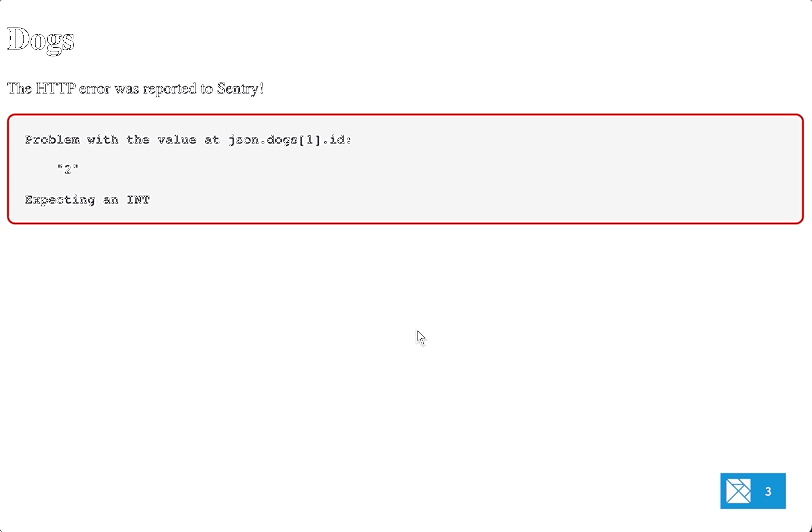 Dogs
The HTTP error was reported to Sentry!
Problem with the value at json.dogs[1].id:
"2"
Expecting an INT
3